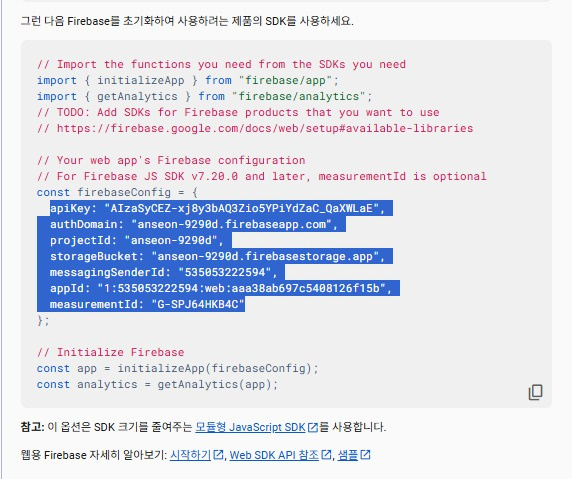 그런 다음 Firebase를 초기화하여 사용하려는 제품의 SDK를 사용하세요.
// Import the functions you need from the SDKs you need
import { initializeApp } from "firebase/app";
import { getAnalytics } from "firebase/analytics";
// TODO: Add SDKs for Firebase products that you want to use
// https://firebase.google.com/docs/web/setup#available-libraries
// Your web app's Firebase configuration
// For Firebase JS SDK v7.20.0 and later, measurementId is optional
const firebaseConfig = {
apiKey: "AIzaSyCEZ-xj8y3bAQ3Zio5YPiYdZaC_QaXWLaE",
authDomain: "anseon-9290d.firebaseapp.com",
projectId: "anseon-9290d",
storageBucket: "anseon-9290d.firebasestorage.app",
messagingSenderId: "535053222594",
appId: "1:535053222594:web:aaa38ab697c5408126f15b",
measurementId: "G-SPJ64HKB4C"
};
// Initialize Firebase
const app = initializeApp(firebaseConfig);
const analytics = getAnalytics(app);
참고: 이 옵션은 SDK 크기를 줄여주는 모듈형 JavaScript SDK를 사용합니다.
웹용 Firebase 자세히 알아보기: 시작하기, Web SDK API 참조, 샘플